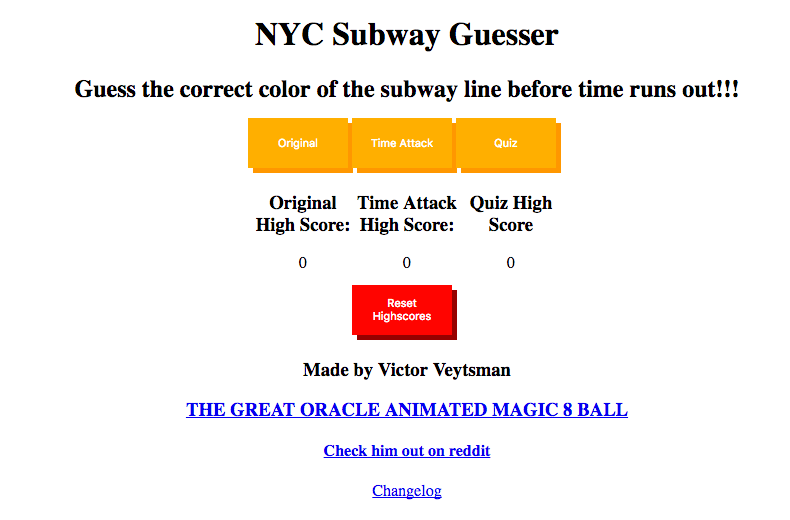 NYC Subway Guesser
Guess the correct color of the subway line before time runs out!!!
Original
Time Attack
Quiz
Original
High Score:
Time Attack
High Score:
Quiz High
Score
0
0
0
Reset
Highscores
Made by Victor Veytsman
THE GREAT ORACLE ANIMATED MAGIC 8 BALL
Check him out on reddit
Changelog